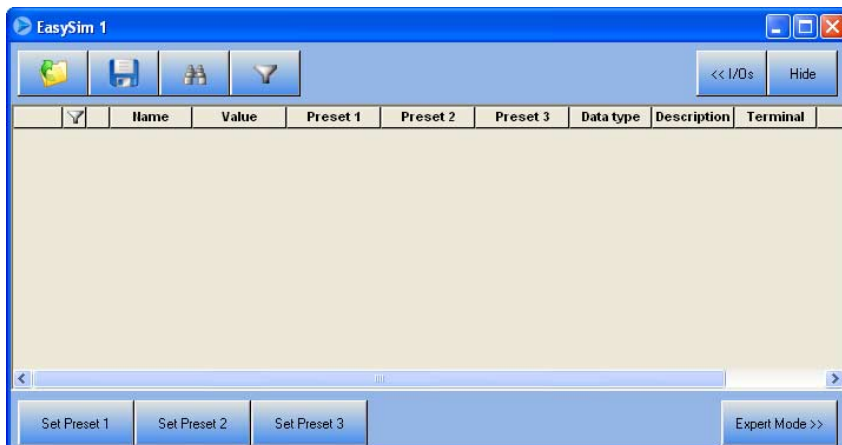 EasySim 1
<< I/Os Hide
Name Value Preset 1 Preset 2 Preset 3 Data type Description Terminal
Set Preset 1 Set Preset 2 Set Preset 3 Expert Mode >>